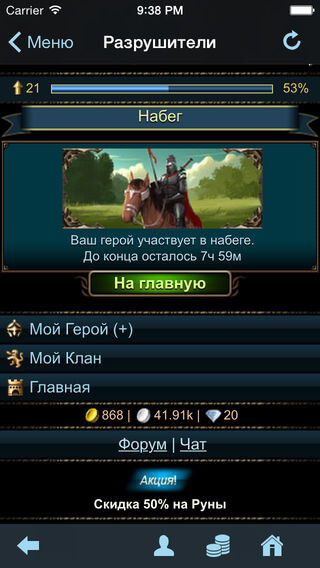 Carrier 9:38 PM
Меню Разрушители
21 53%
Набег
Ваш герой участвует в набеге.
До конца осталось 7ч 59м
На главную
Мой Герой (+)
Мой Клан
Главная
868 | 41.91k | 20
Форум | Чат
Акция!
Скидка 50% на Руны